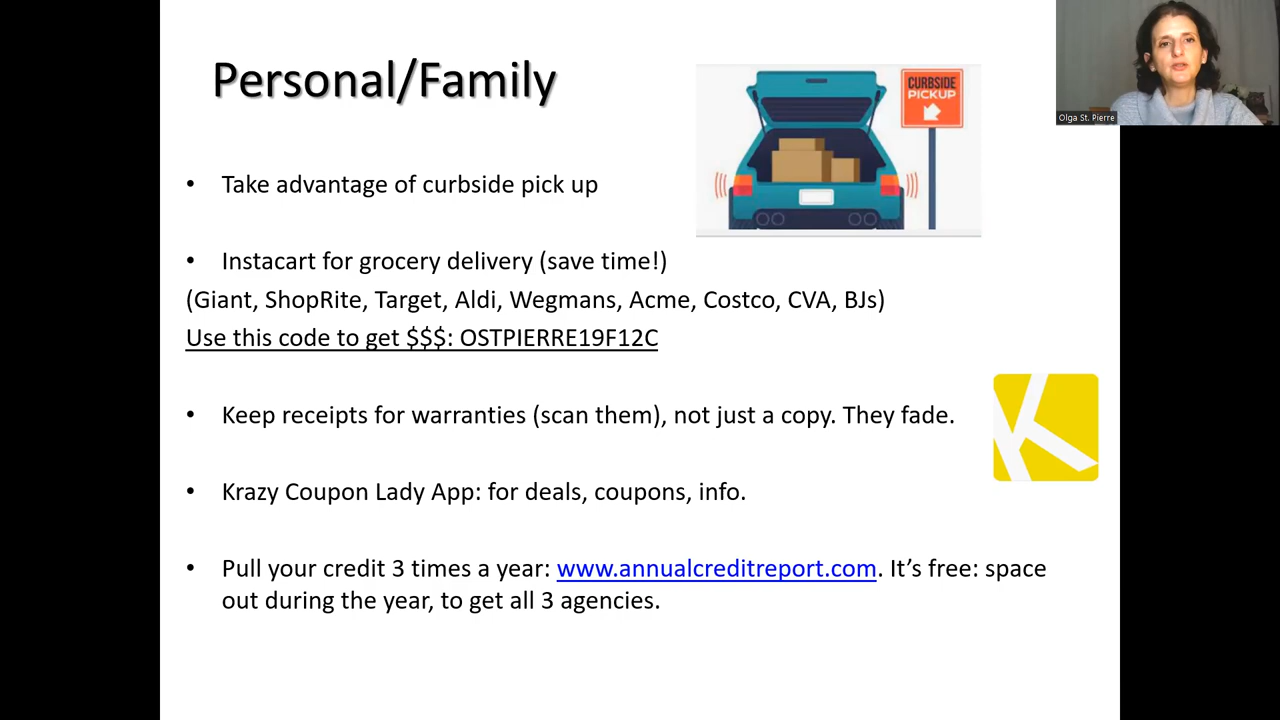 Personal/Family
CURBSIDE
PICKUP
Olga St. Pierre
• Take advantage of curbside pick up
• Instacart for grocery delivery (save time!)
(Giant, ShopRite, Target, Aldi, Wegmans, Acme, Costco, CVA, BJs)
Use this code to get $$$: OSTPIERRE19F12C
• Keep receipts for warranties (scan them), not just a copy. They fade.
K
• Krazy Coupon Lady App: for deals, coupons, info.
• Pull your credit 3 times a year: www.annualcreditreport.com. It’s free: space
out during the year, to get all 3 agencies.